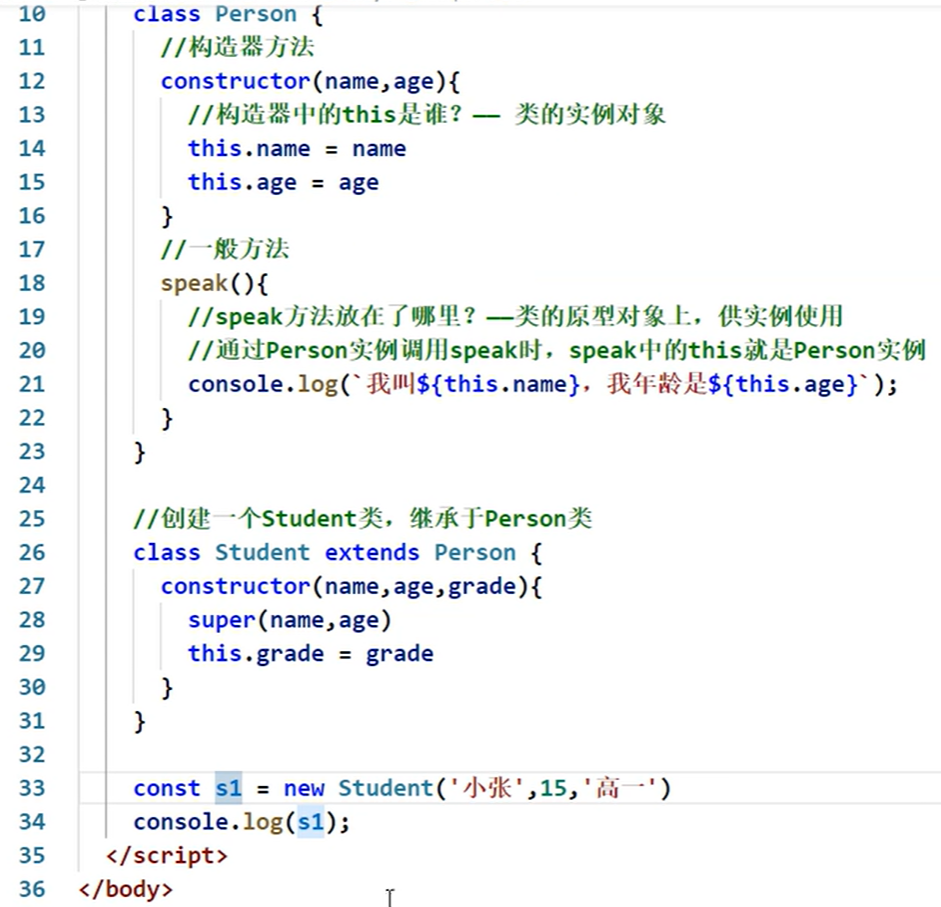 10 class Person {
11 //构造器方法
12 constructor(name,age){
13 //构造器中的this是谁？—— 类的实例对象
14 this.name = name
15 this.age = age
16 }
17 //一般方法
18 speak(){
19 //speak方法放在了哪里？——类的原型对象上，供实例使用
20 //通过Person实例调用speak时，speak中的this就是Person实例
21 console.log(`我叫${this.name}，我年龄是${this.age}`);
22 }
23 }
24
25 //创建一个Student类，继承于Person类
26 class Student extends Person {
27 constructor(name,age,grade){
28 super(name,age)
29 this.grade = grade
30 }
31 }
32
33 const s1 = new Student('小张',15,'高一')
34 console.log(s1);
35 </script>
36 </body>